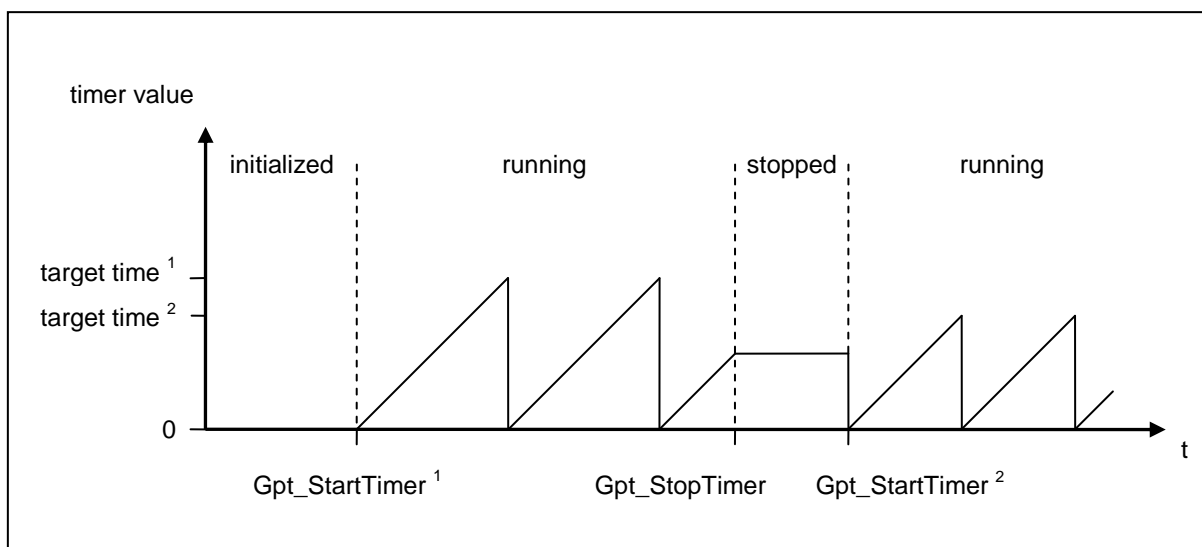 timer value
initialized running stopped running
target time ¹
target time ²
0
t
Gpt_StartTimer ¹ Gpt_StopTimer Gpt_StartTimer ²